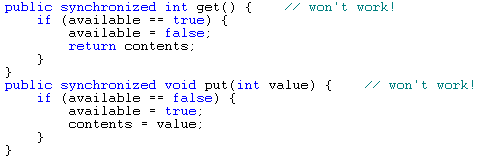 public synchronized int get() {    // won't work!
    if (available == true) {
        available = false;
        return contents;
    }
}
public synchronized void put(int value) {    // won't work!
    if (available == false) {
        available = true;
        contents = value;
    }
}